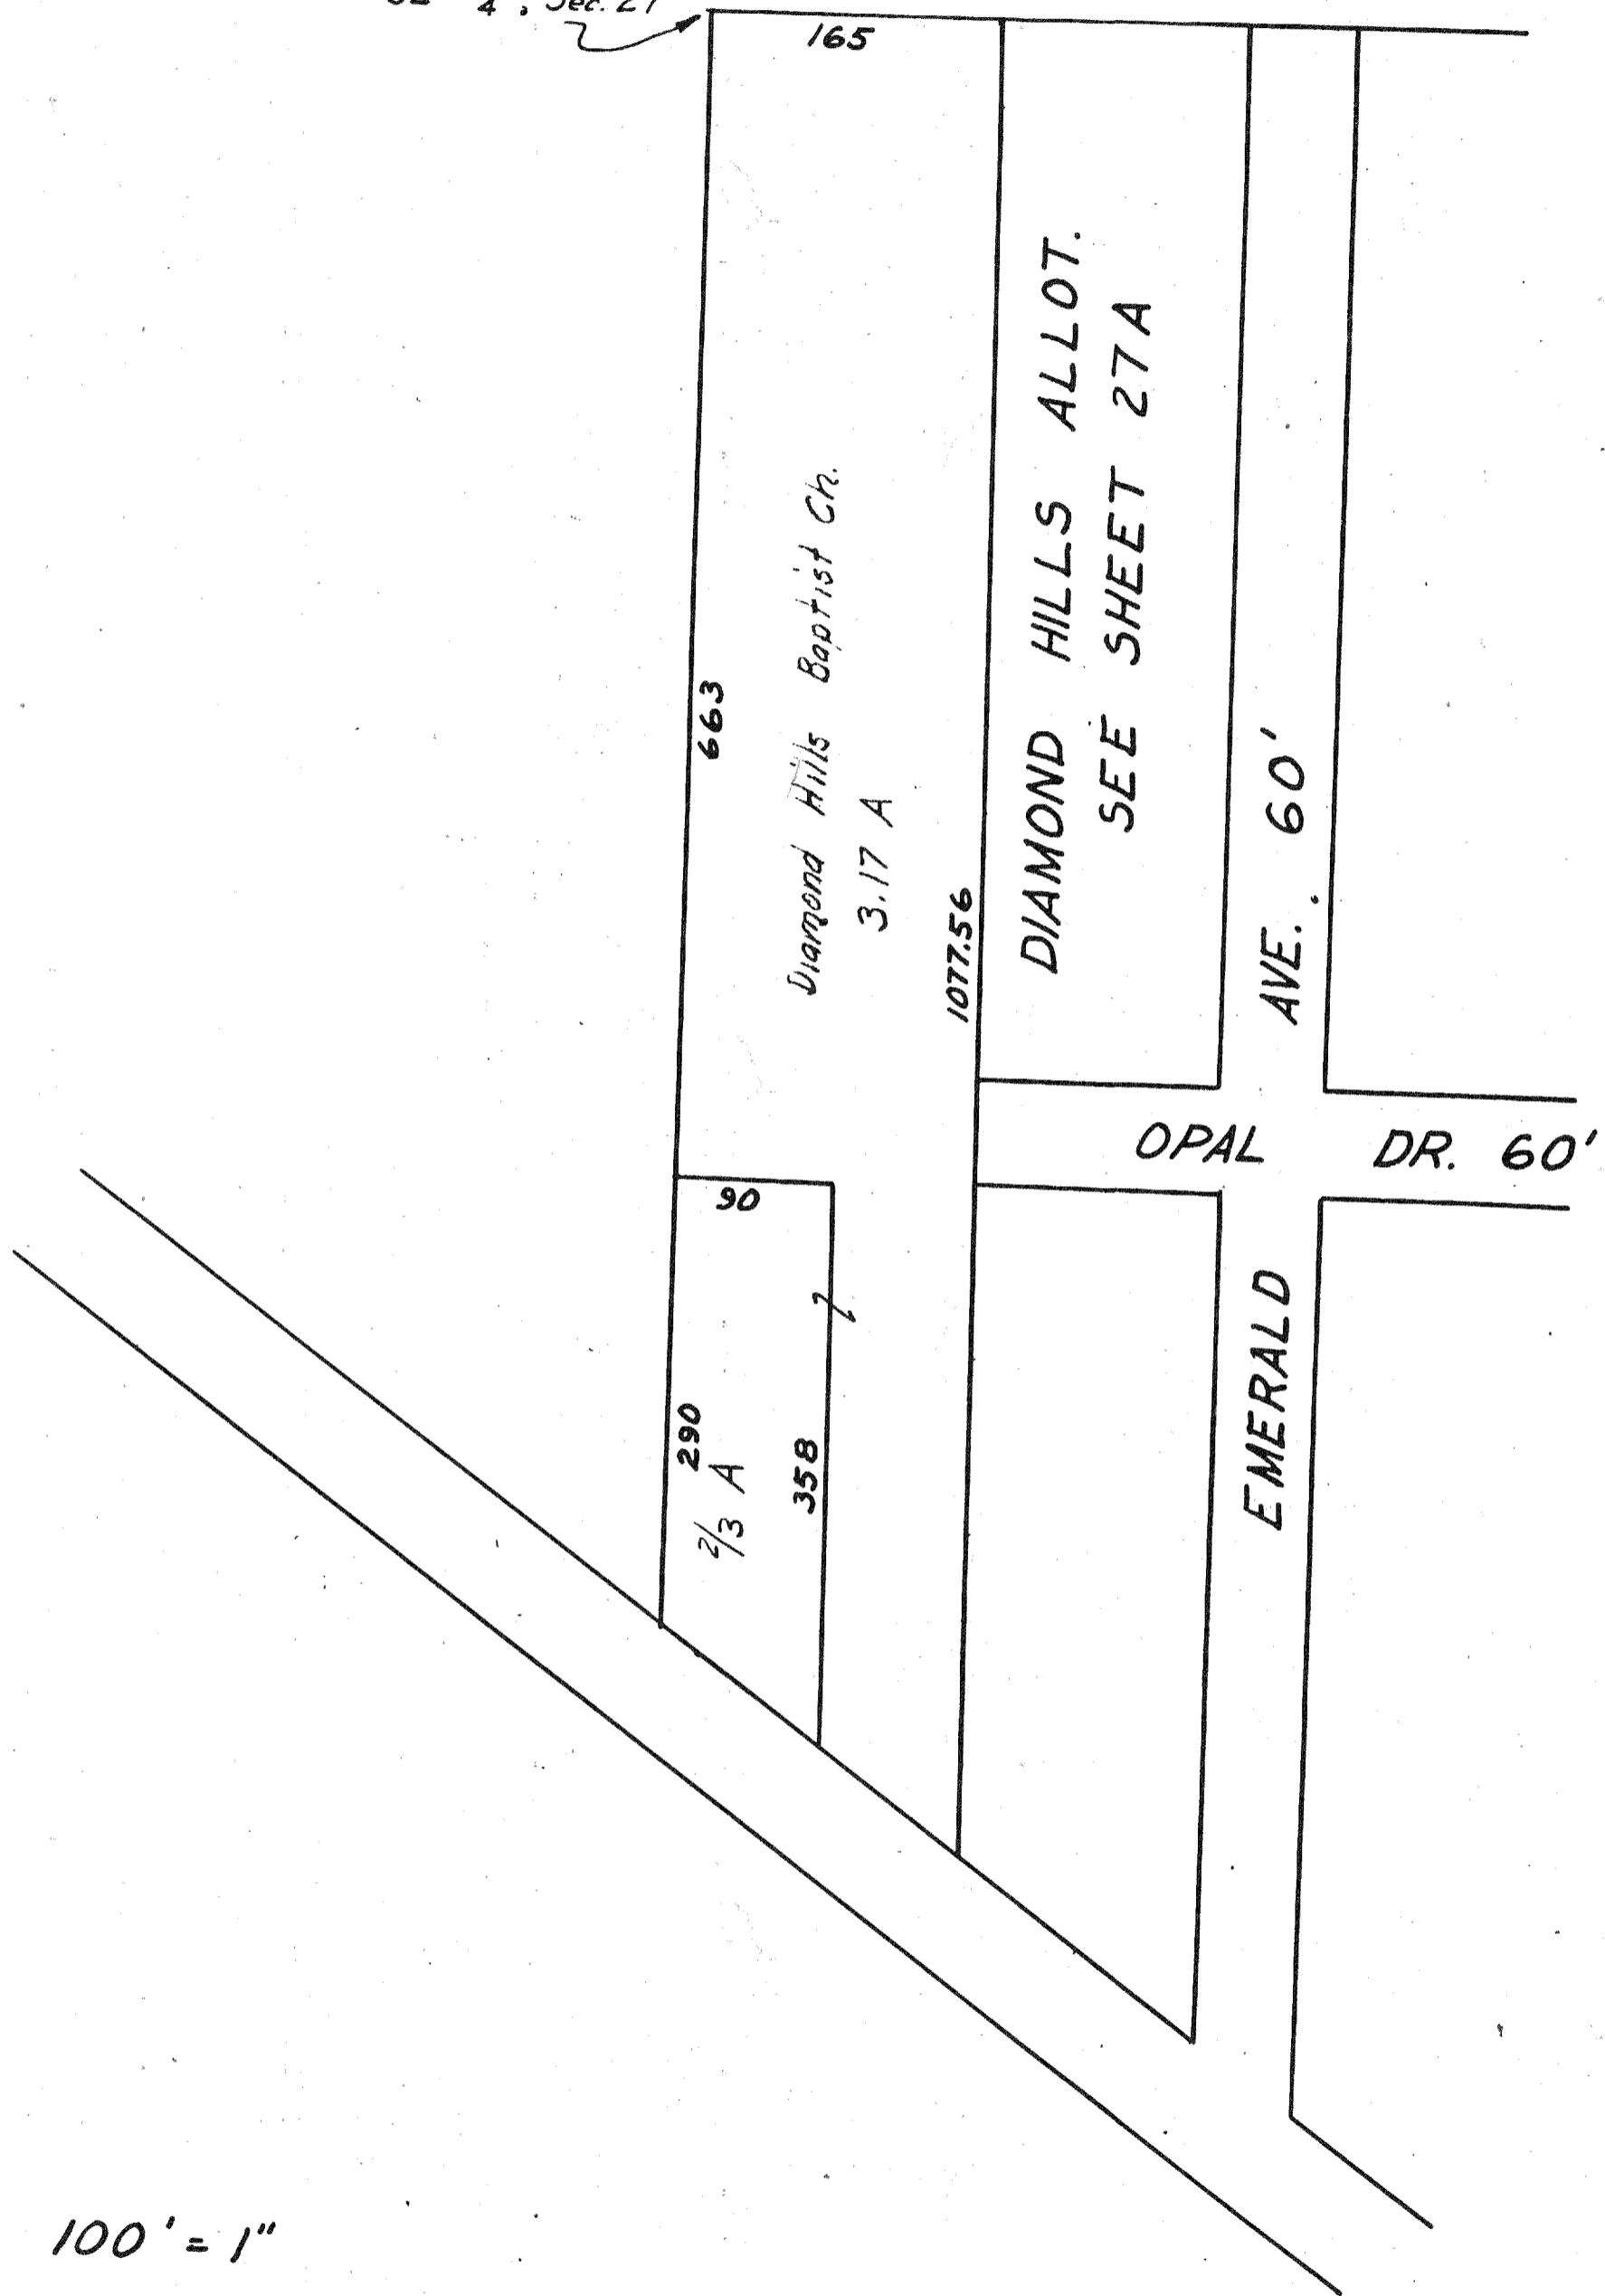 4, Sec. 27
165
663
Diamond Hills Baptist Ch.
3.17 A
1077.56
DIAMOND HILLS ALLOT.
SEE SHEET 27A
EMERALD AVE. 60'
OPAL DR. 60'
90
290
2/3 A
358
100' = 1"